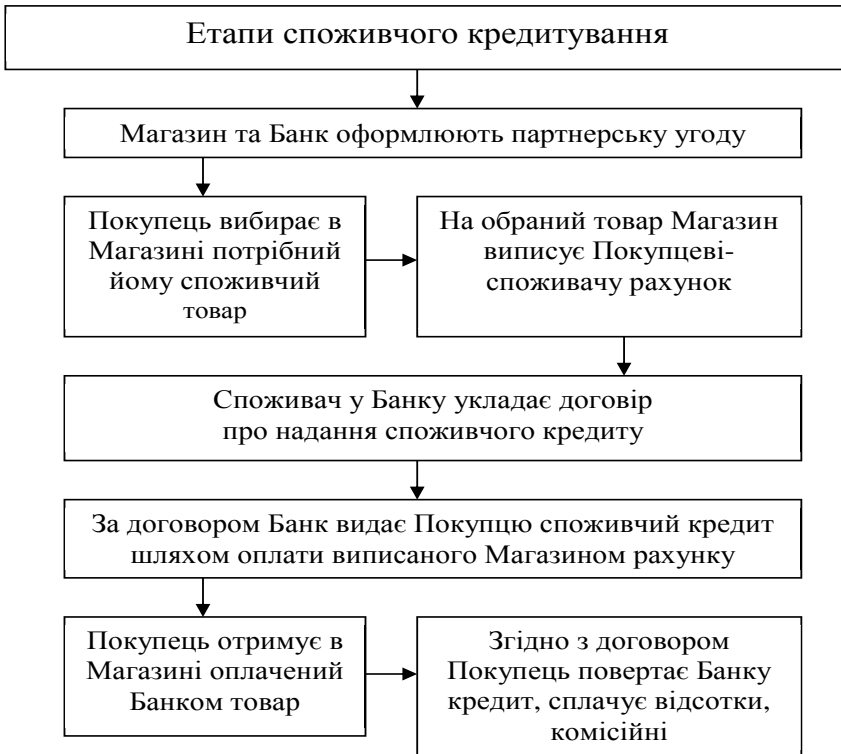 Етапи споживчого кредитування
Магазин та Банк оформлюють партнерську угоду
Покупець вибирає в
Магазині потрібний
йому споживчий
товар
На обраний товар Магазин
виписує Покупцеві-
споживачу рахунок
Споживач у Банку укладає договір
про надання споживчого кредиту
За договором Банк видає Покупцю споживчий кредит
шляхом оплати виписаного Магазином рахунку
Покупець отримує в
Магазині оплачений
Банком товар
Згідно з договором
Покупець повертає Банку
кредит, сплачує відсотки,
комісійні